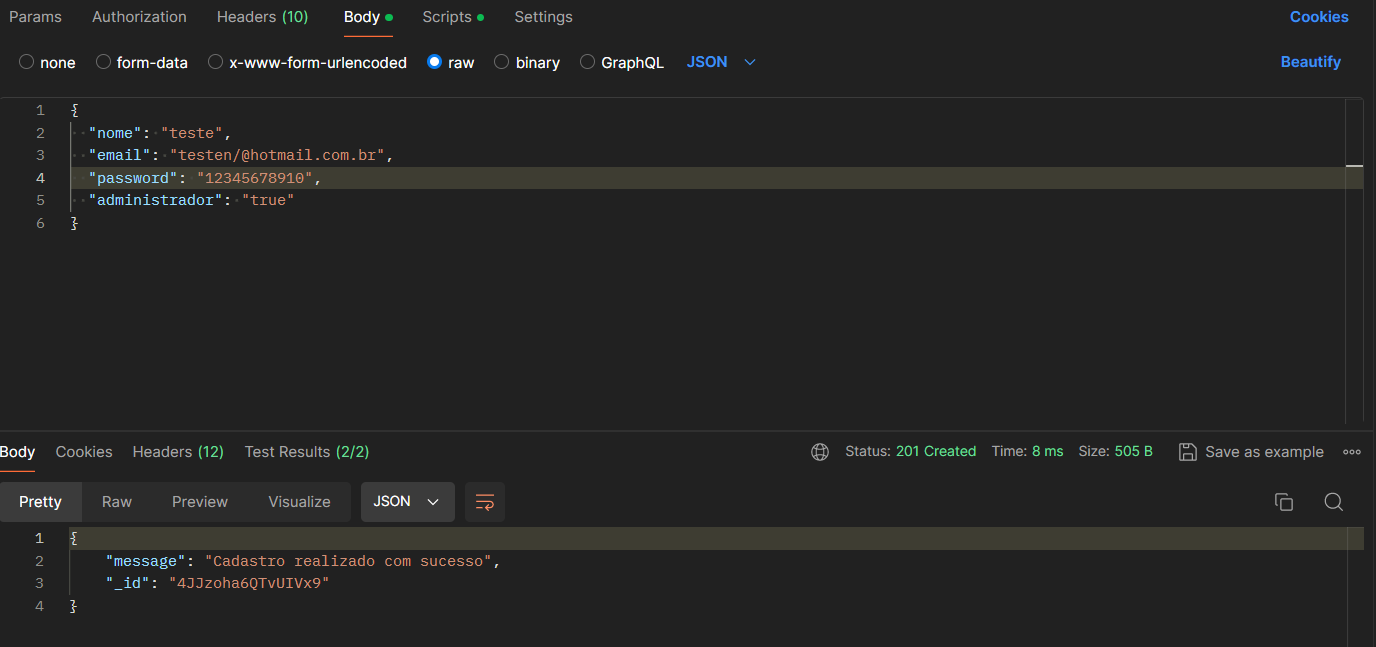 Params Authorization Headers (10) Body Scripts Settings Cookies
none form-data x-www-form-urlencoded raw binary GraphQL JSON Beautify
1 {
2 "nome": "teste",
3 "email": "testen/@hotmail.com.br",
4 "password": "12345678910",
5 "administrador": "true"
6 }
Body Cookies Headers (12) Test Results (2/2) Status: 201 Created Time: 8 ms Size: 505 B Save as example
Pretty Raw Preview Visualize JSON
1 {
2 "message": "Cadastro realizado com sucesso",
3 "_id": "4JJzoha6QTvUIVx9"
4 }